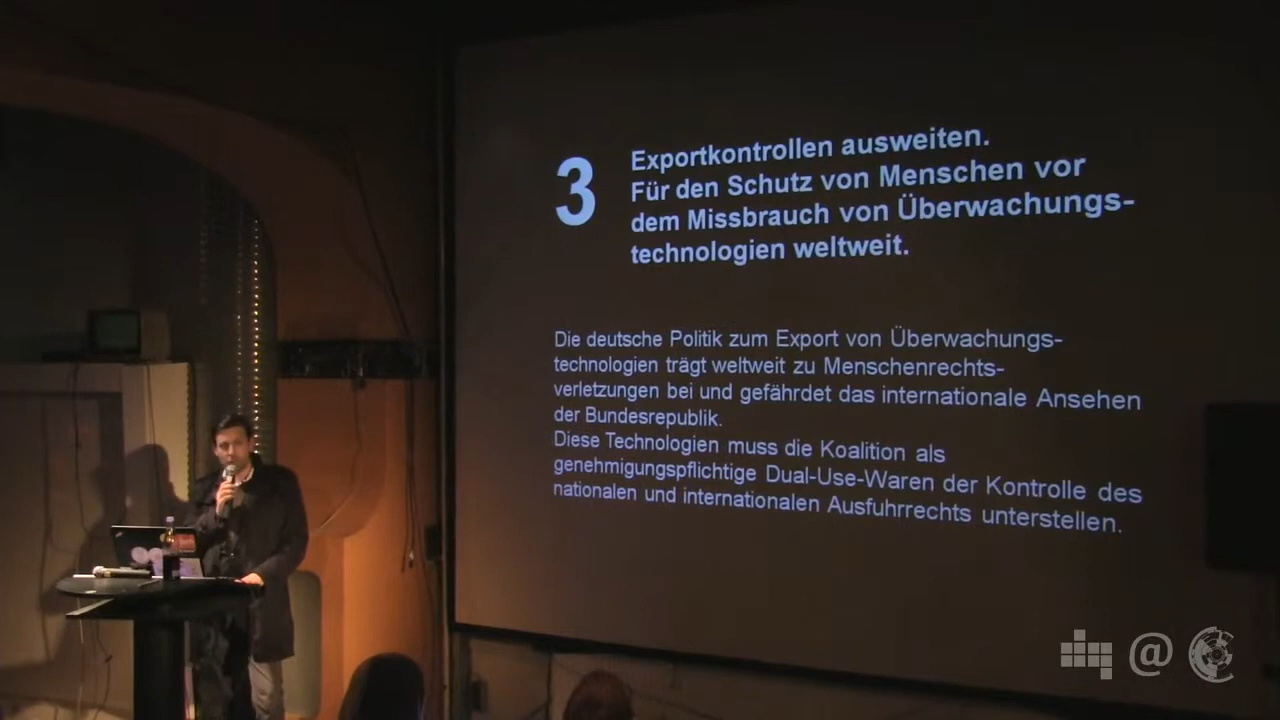 3
Exportkontrollen ausweiten.
Für den Schutz von Menschen vor
dem Missbrauch von Überwachungs-
technologien weltweit.
Die deutsche Politik zum Export von Überwachungs-
technologien trägt weltweit zu Menschenrechts-
verletzungen bei und gefährdet das internationale Ansehen
der Bundesrepublik.
Diese Technologien muss die Koalition als
genehmigungspflichtige Dual-Use-Waren der Kontrolle des
nationalen und internationalen Ausfuhrrechts unterstellen.
@